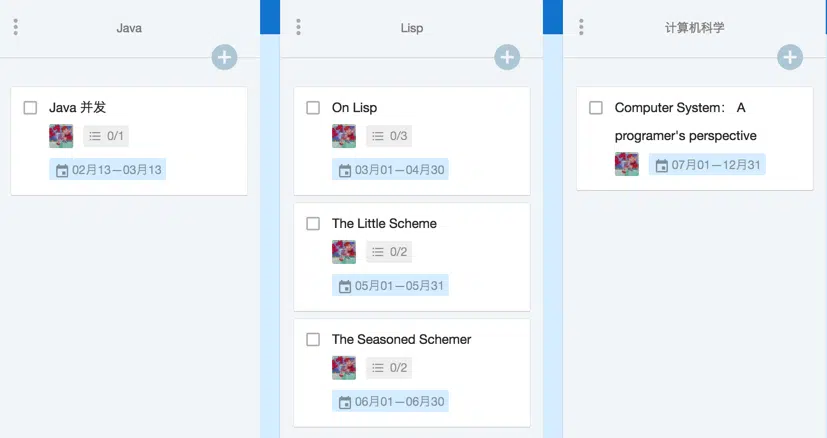 Java
Java 并发
0/1
02月13—03月13
Lisp
On Lisp
0/3
03月01—04月30
The Little Scheme
0/2
05月01—05月31
The Seasoned Schemer
0/2
06月01—06月30
计算机科学
Computer System： A
programer's perspective
07月01—12月31